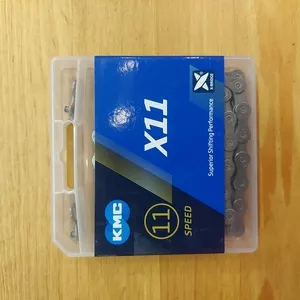 X11
Superior Shifting Performance
KMC
11
SPEED